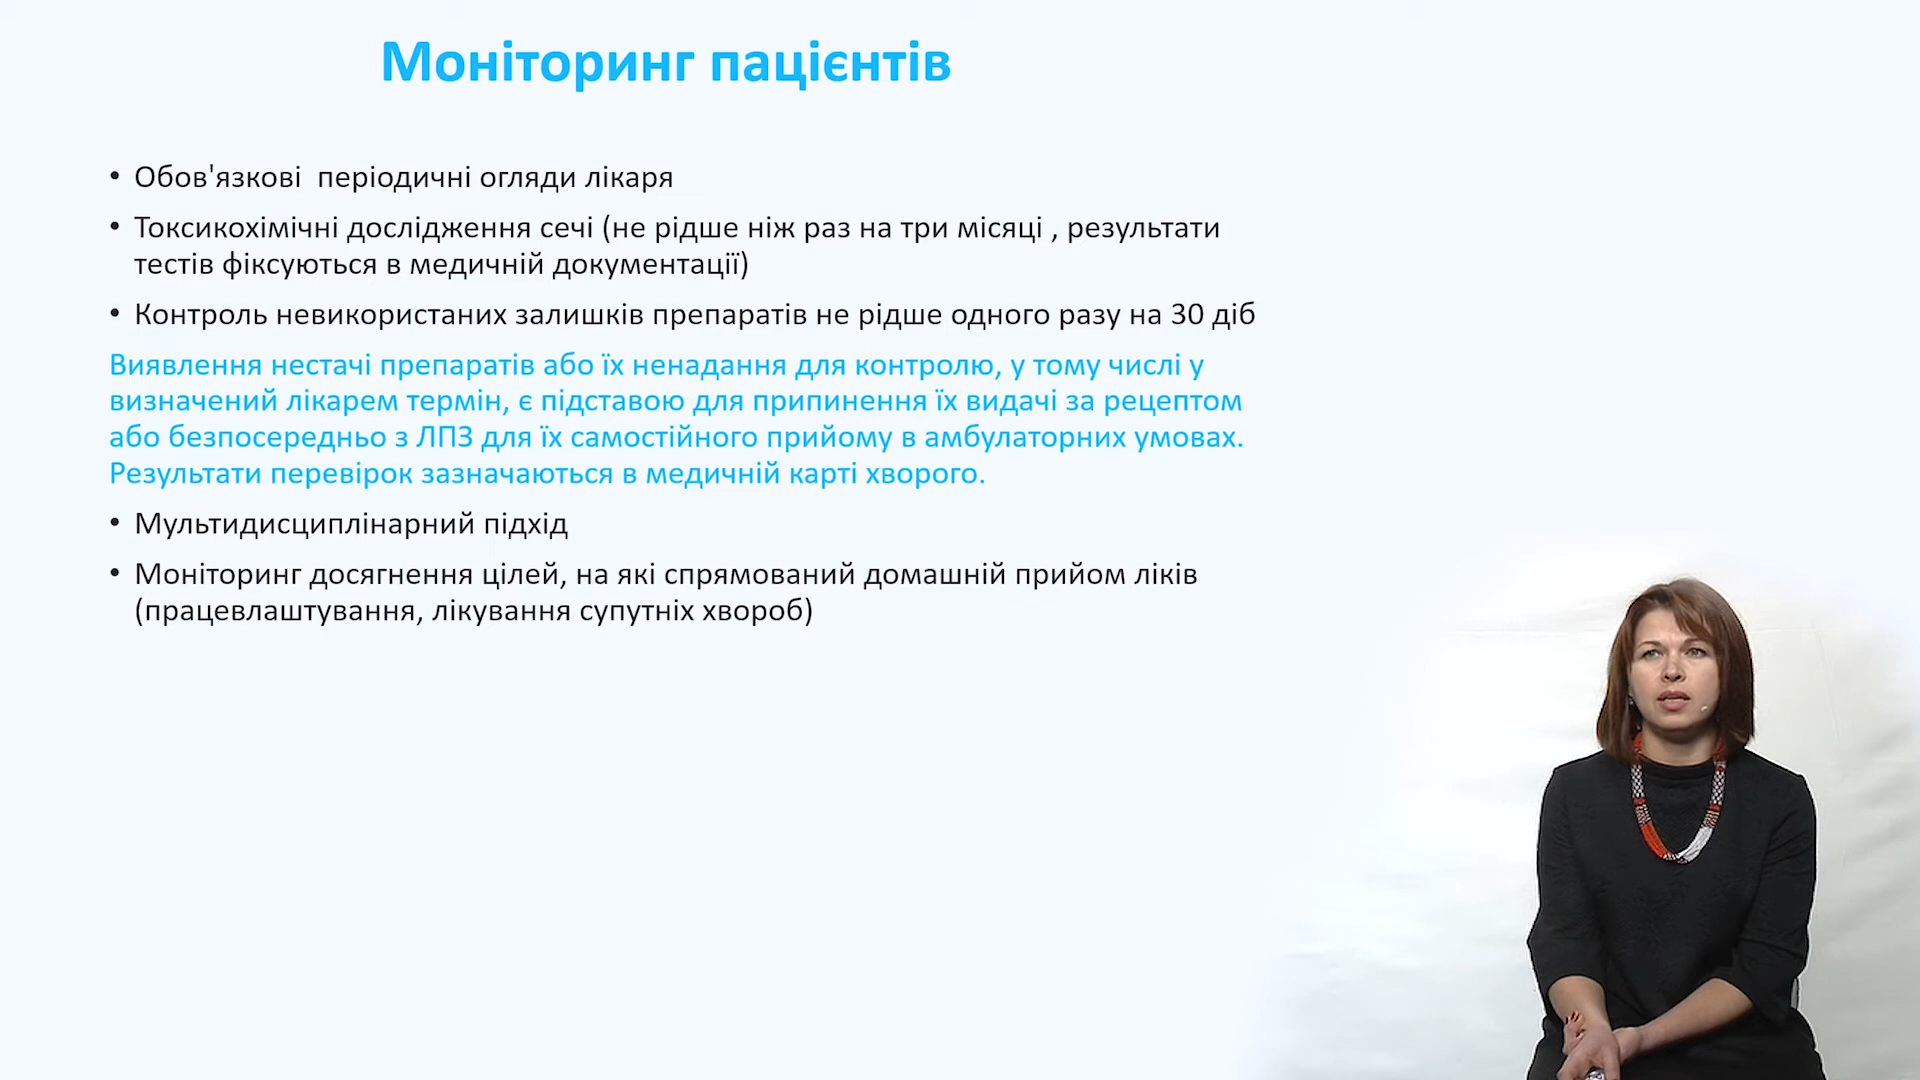 Моніторинг пацієнтів
• Обов'язкові  періодичні огляди лікаря
• Токсикохімічні дослідження сечі (не рідше ніж раз на три місяці , результати
тестів фіксуються в медичній документації)
• Контроль невикористаних залишків препаратів не рідше одного разу на 30 діб
Виявлення нестачі препаратів або їх ненадання для контролю, у тому числі у
визначений лікарем термін, є підставою для припинення їх видачі за рецептом
або безпосередньо з ЛПЗ для їх самостійного прийому в амбулаторних умовах.
Результати перевірок зазначаються в медичній карті хворого.
• Мультидисциплінарний підхід
• Моніторинг досягнення цілей, на які спрямований домашній прийом ліків
(працевлаштування, лікування супутніх хвороб)